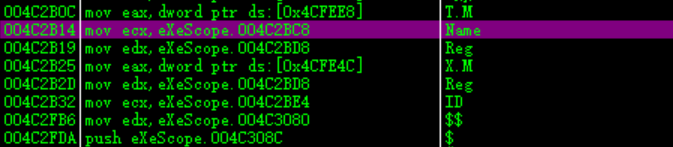 004C2B0C mov eax,dword ptr ds:[0x4CFEE8] T.M
004C2B14 mov ecx,eXeScope.004C2BC8 Name
004C2B19 mov edx,eXeScope.004C2BD8 Reg
004C2B25 mov eax,dword ptr ds:[0x4CFE4C] X.M
004C2B2D mov edx,eXeScope.004C2BD8 Reg
004C2B32 mov ecx,eXeScope.004C2BE4 ID
004C2FB6 mov edx,eXeScope.004C3080 $$
004C2FDA push eXeScope.004C308C $